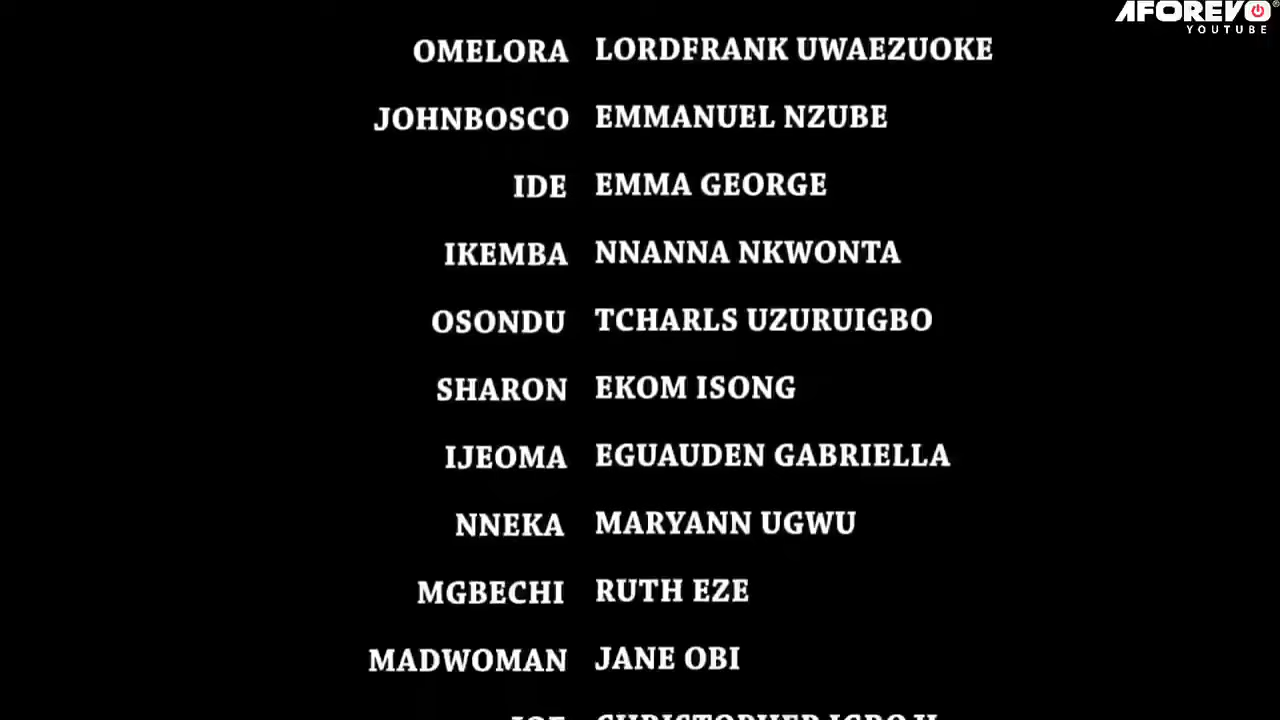 AFOREVO
YOUTUBE
OMELORA LORDFRANK UWAEZUOKE
JOHNBOSCO EMMANUEL NZUBE
IDE EMMA GEORGE
IKEMBA NNANNA NKWONTA
OSONDU TCHARLS UZURUIGBO
SHARON EKOM ISONG
IJEOMA EGUAUDEN GABRIELLA
NNEKA MARYANN UGWU
MGBECHI RUTH EZE
MADWOMAN JANE OBI
CHRISTOPHER